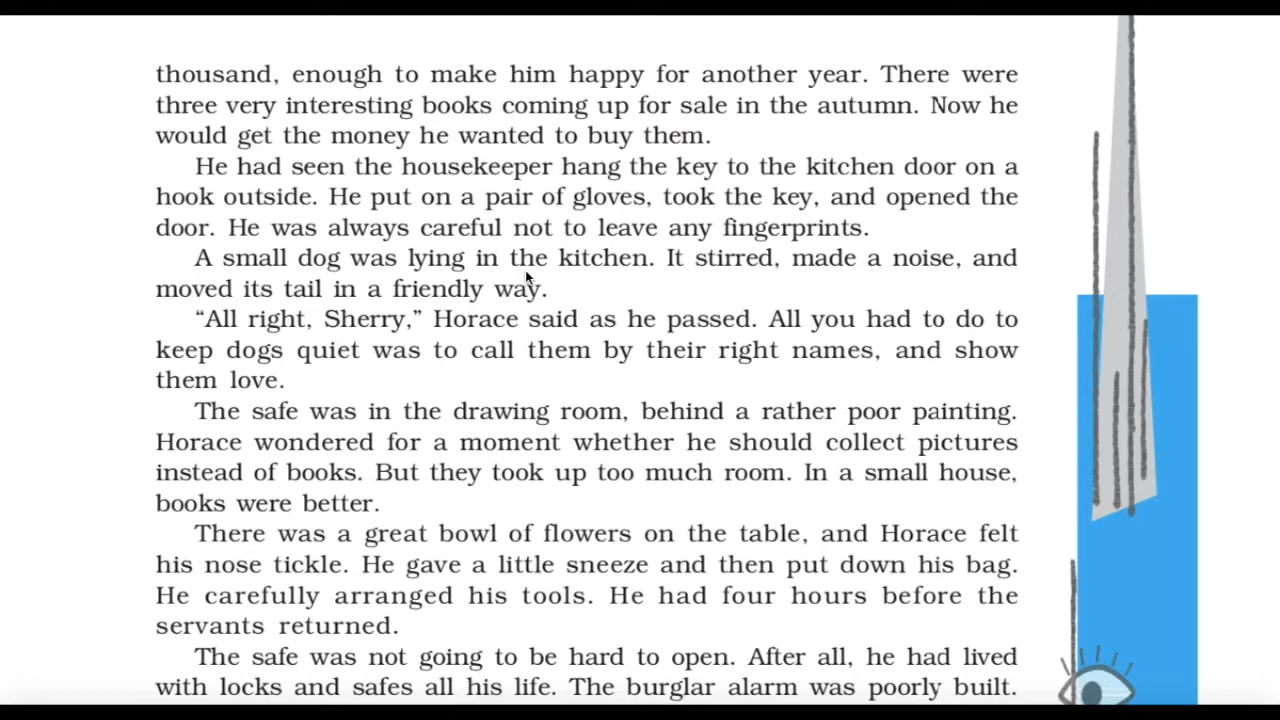 thousand, enough to make him happy for another year. There were
three very interesting books coming up for sale in the autumn. Now he
would get the money he wanted to buy them.
He had seen the housekeeper hang the key to the kitchen door on a
hook outside. He put on a pair of gloves, took the key, and opened the
door. He was always careful not to leave any fingerprints.
A small dog was lying in the kitchen. It stirred, made a noise, and
moved its tail in a friendly way.
“All right, Sherry,” Horace said as he passed. All you had to do to
keep dogs quiet was to call them by their right names, and show
them love.
The safe was in the drawing room, behind a rather poor painting.
Horace wondered for a moment whether he should collect pictures
instead of books. But they took up too much room. In a small house,
books were better.
There was a great bowl of flowers on the table, and Horace felt
his nose tickle. He gave a little sneeze and then put down his bag.
He carefully arranged his tools. He had four hours before the
servants returned.
The safe was not going to be hard to open. After all, he had lived
with locks and safes all his life. The burglar alarm was poorly built.